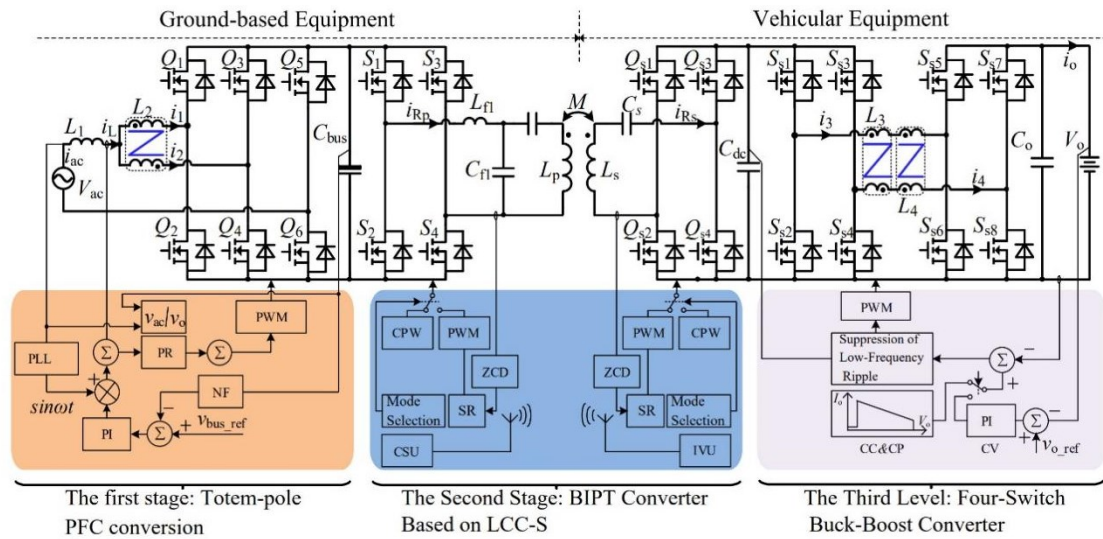 Ground-based Equipment
Vehicular Equipment
Q1 Q3 Q5 S1 S3
Qs1 Qs3 Ss1 Ss3 Ss5 Ss7
io
L1 iL L2 i1 i2
iac
Vac
Cbus
iRp Lf1
Cf1
M
Lp Ls
Cs
iRs
Cdc
i3 L3
L4 i4
Co
Vo
Q2 Q4 Q6 S2 S4
Qs2 Qs4 Ss2 Ss4 Ss6 Ss8
vac/vo
PWM
PLL
Σ
PR
Σ
NF
sinωt
+
PI
Σ
−
+
vbus_ref
CPW
PWM
ZCD
SR
Mode
Selection
CSU
PWM
CPW
ZCD
SR
Mode
Selection
IVU
PWM
Suppression of
Low-Frequency
Ripple
Σ
−
+
Io
Vo
CC&CP
PI
CV
Σ
−
+
vo_ref
The first stage: Totem-pole
PFC conversion
The Second Stage: BIPT Converter
Based on LCC-S
The Third Level: Four-Switch
Buck-Boost Converter